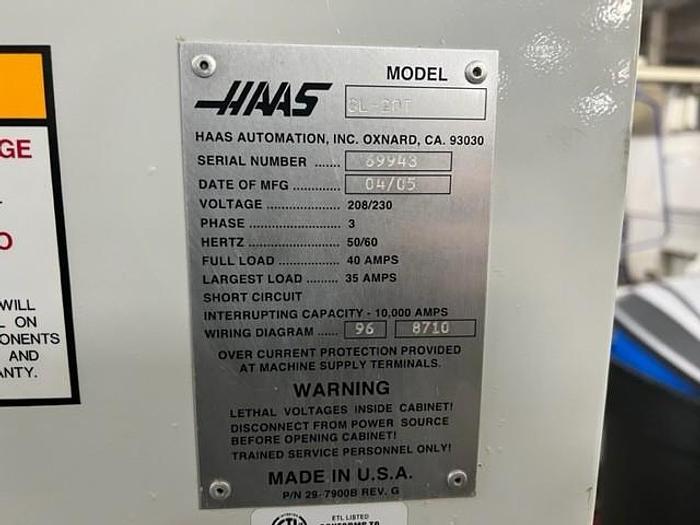 HAAS
MODEL
SL-20T
HAAS AUTOMATION, INC. OXNARD, CA. 93030
SERIAL NUMBER ....... 69943
DATE OF MFG ............. 04/05
VOLTAGE ..................... 208/230
PHASE ......................... 3
HERTZ ......................... 50/60
FULL LOAD ................. 40 AMPS
LARGEST LOAD ......... 35 AMPS
SHORT CIRCUIT
INTERRUPTING CAPACITY - 10,000 AMPS
WIRING DIAGRAM ...... 96 8710
OVER CURRENT PROTECTION PROVIDED
AT MACHINE SUPPLY TERMINALS.
WARNING
LETHAL VOLTAGES INSIDE CABINET!
DISCONNECT FROM POWER SOURCE
BEFORE OPENING CABINET!
TRAINED SERVICE PERSONNEL ONLY!
MADE IN U.S.A.
P/N 29-7900B REV. G
ETL LISTED
CONFORMS TO
GE
O
WILL
ON
PONENTS
AND
NTY.